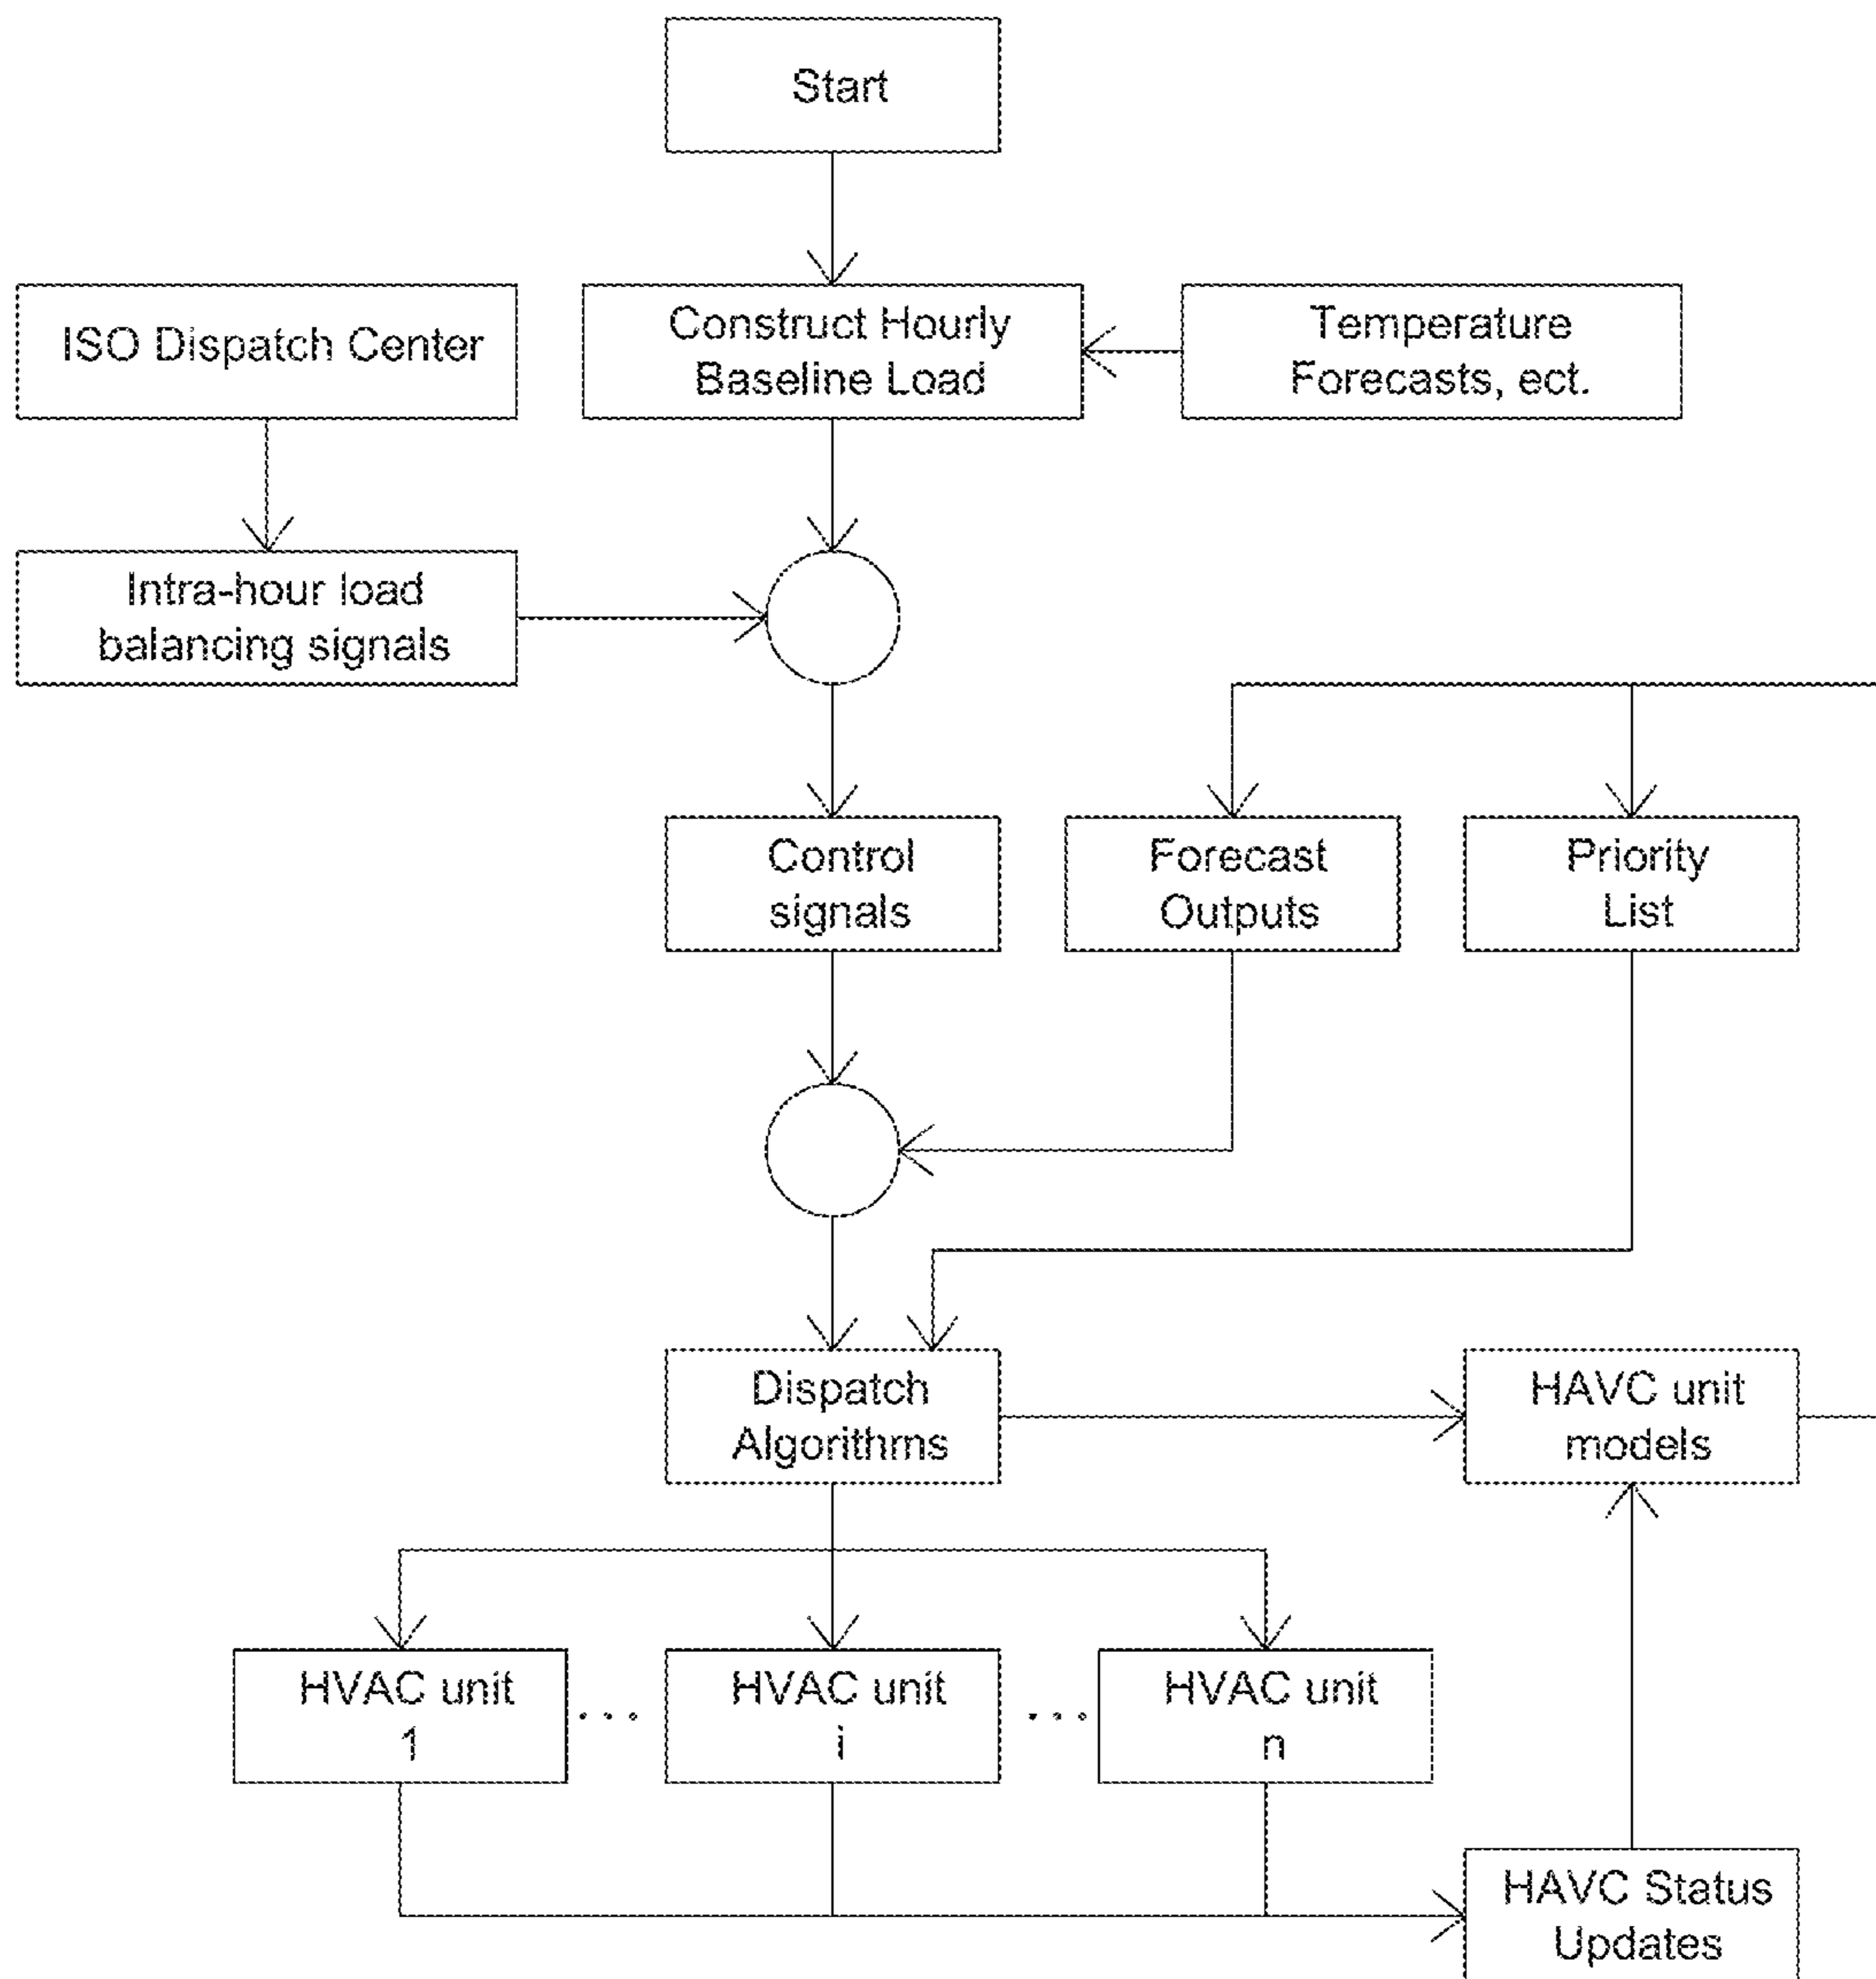 Start
ISO Dispatch Center
Construct Hourly
Baseline Load
Temperature
Forecasts, ect.
Intra-hour load
balancing signals
Control
signals
Forecast
Outputs
Priority
List
Dispatch
Algorithms
HAVC unit
models
HVAC unit
1
...
HVAC unit
i
...
HVAC unit
n
HAVC Status
Updates